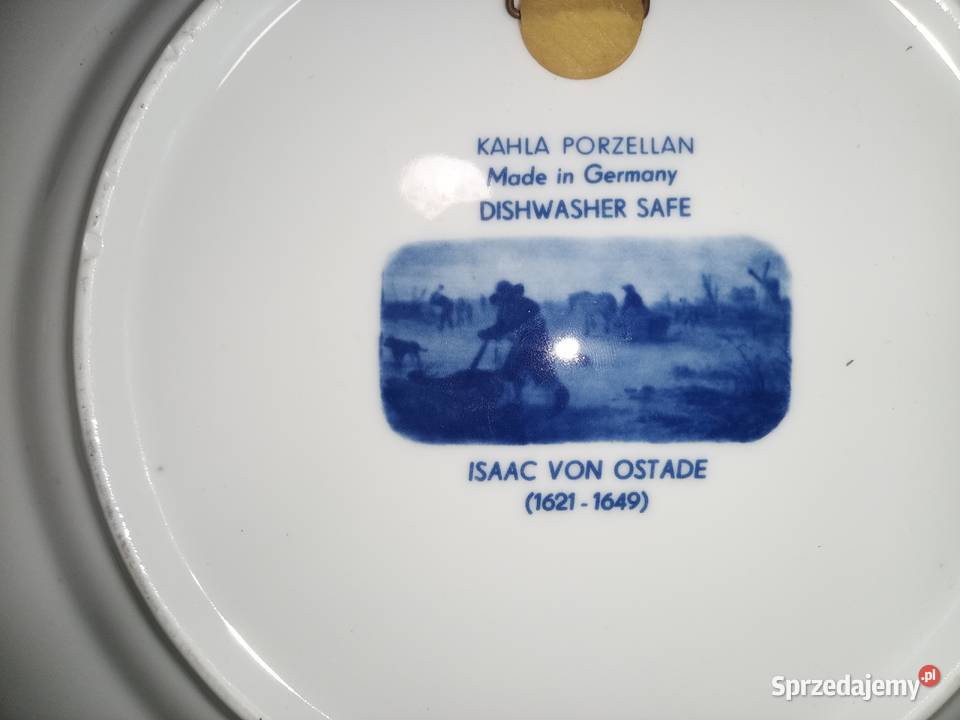 KAHLA PORZELLAN
Made in Germany
DISHWASHER SAFE
ISAAC VON OSTADE
(1621-1649)
Sprzedajemy.pl